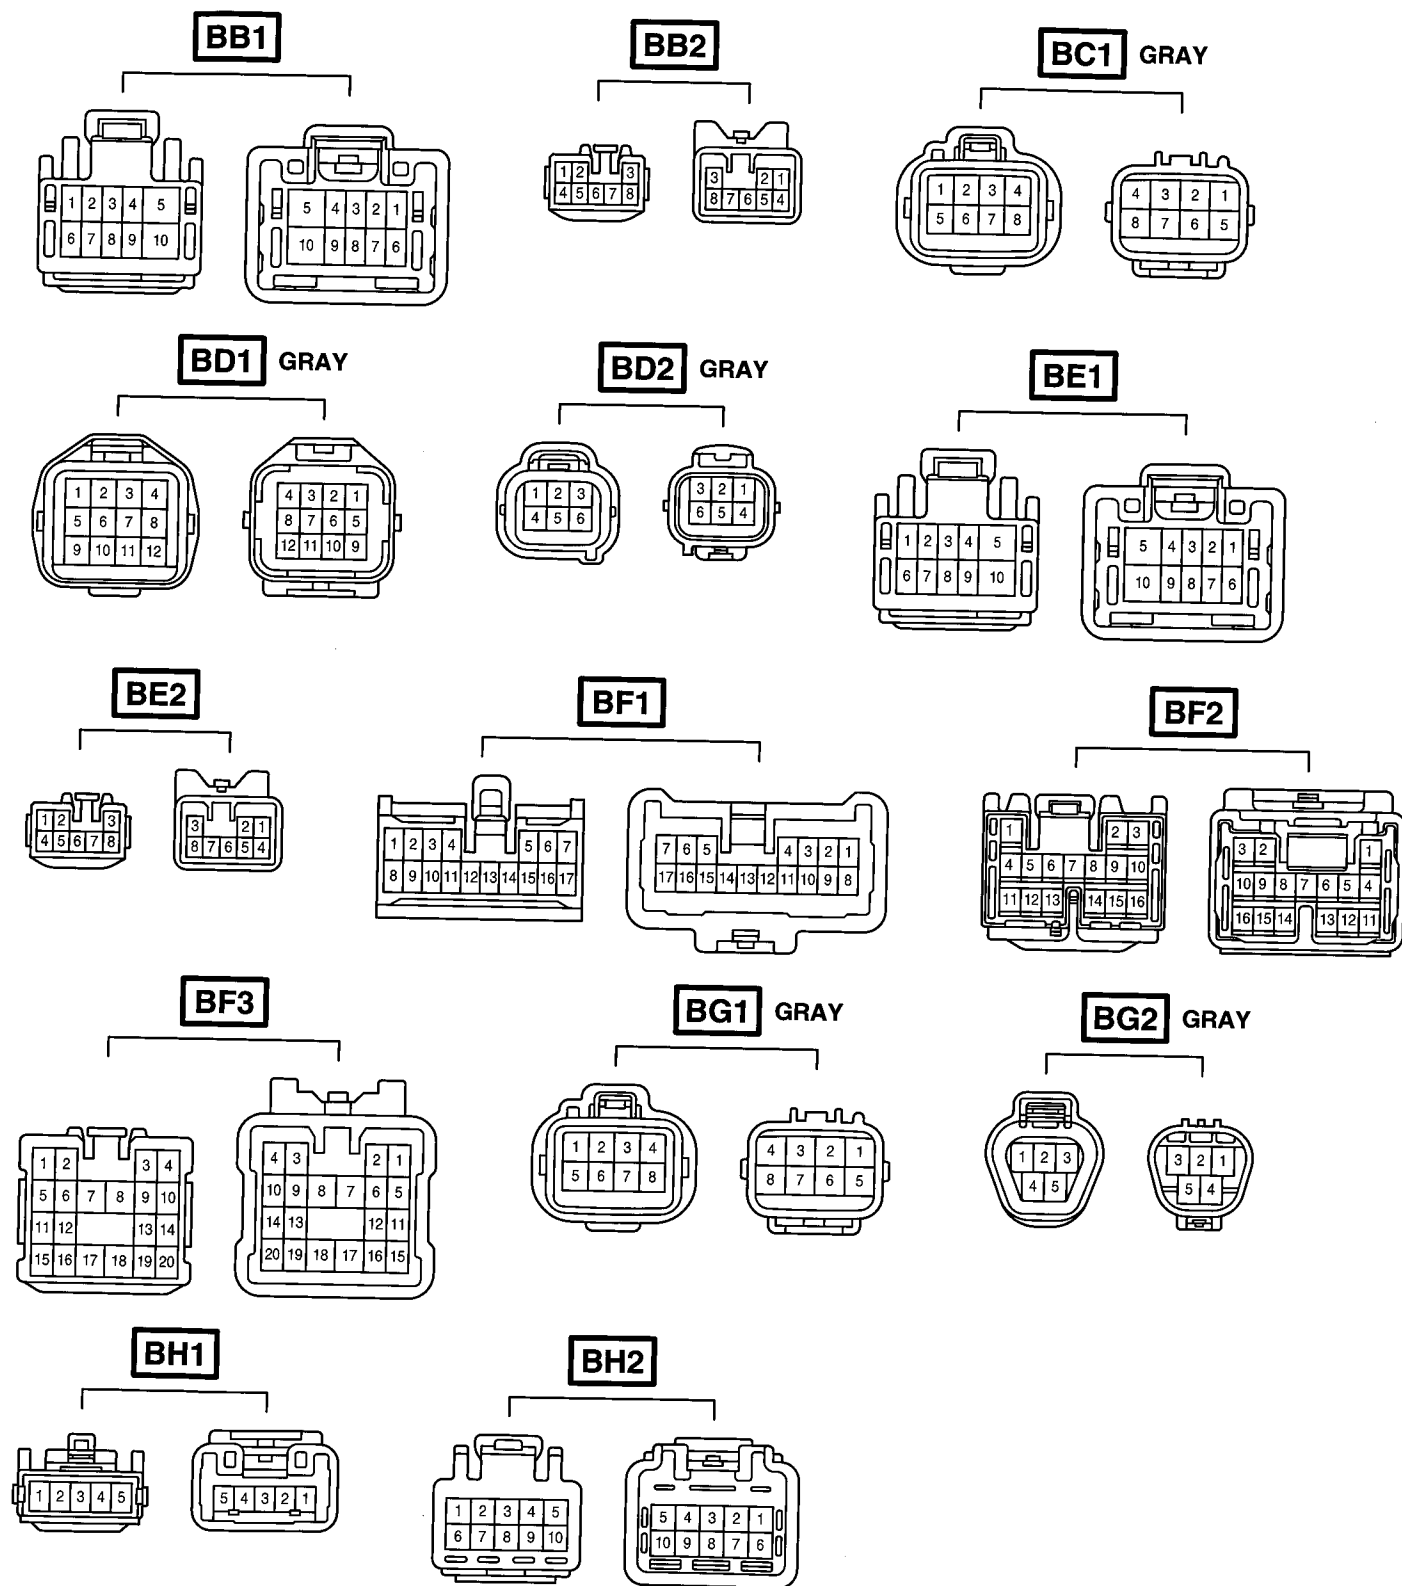 BB1
BB2
BC1 GRAY
1 2 3 4 5
6 7 8 9 10
5 4 3 2 1
10 9 8 7 6
1 2 3
4 5 6 7 8
3 2 1
8 7 6 5 4
1 2 3 4
5 6 7 8
4 3 2 1
8 7 6 5
BD1 GRAY
BD2 GRAY
BE1
1 2 3 4
5 6 7 8
9 10 11 12
4 3 2 1
8 7 6 5
12 11 10 9
1 2 3
4 5 6
3 2 1
6 5 4
1 2 3 4 5
6 7 8 9 10
5 4 3 2 1
10 9 8 7 6
BE2
BF1
BF2
1 2 3
4 5 6 7 8
3 2 1
8 7 6 5 4
1 2 3 4 5 6 7
8 9 10 11 12 13 14 15 16 17
7 6 5 4 3 2 1
17 16 15 14 13 12 11 10 9 8
1 2 3
4 5 6 7 8 9 10
11 12 13 14 15 16
3 2 1
10 9 8 7 6 5 4
16 15 14 13 12 11
BF3
BG1 GRAY
BG2 GRAY
1 2 3 4
5 6 7 8 9 10
11 12 13 14
15 16 17 18 19 20
4 3 2 1
10 9 8 7 6 5
14 13 12 11
20 19 18 17 16 15
1 2 3 4
5 6 7 8
4 3 2 1
8 7 6 5
1 2 3
4 5
3 2 1
5 4
BH1
BH2
1 2 3 4 5
5 4 3 2 1
1 2 3 4 5
6 7 8 9 10
5 4 3 2 1
10 9 8 7 6